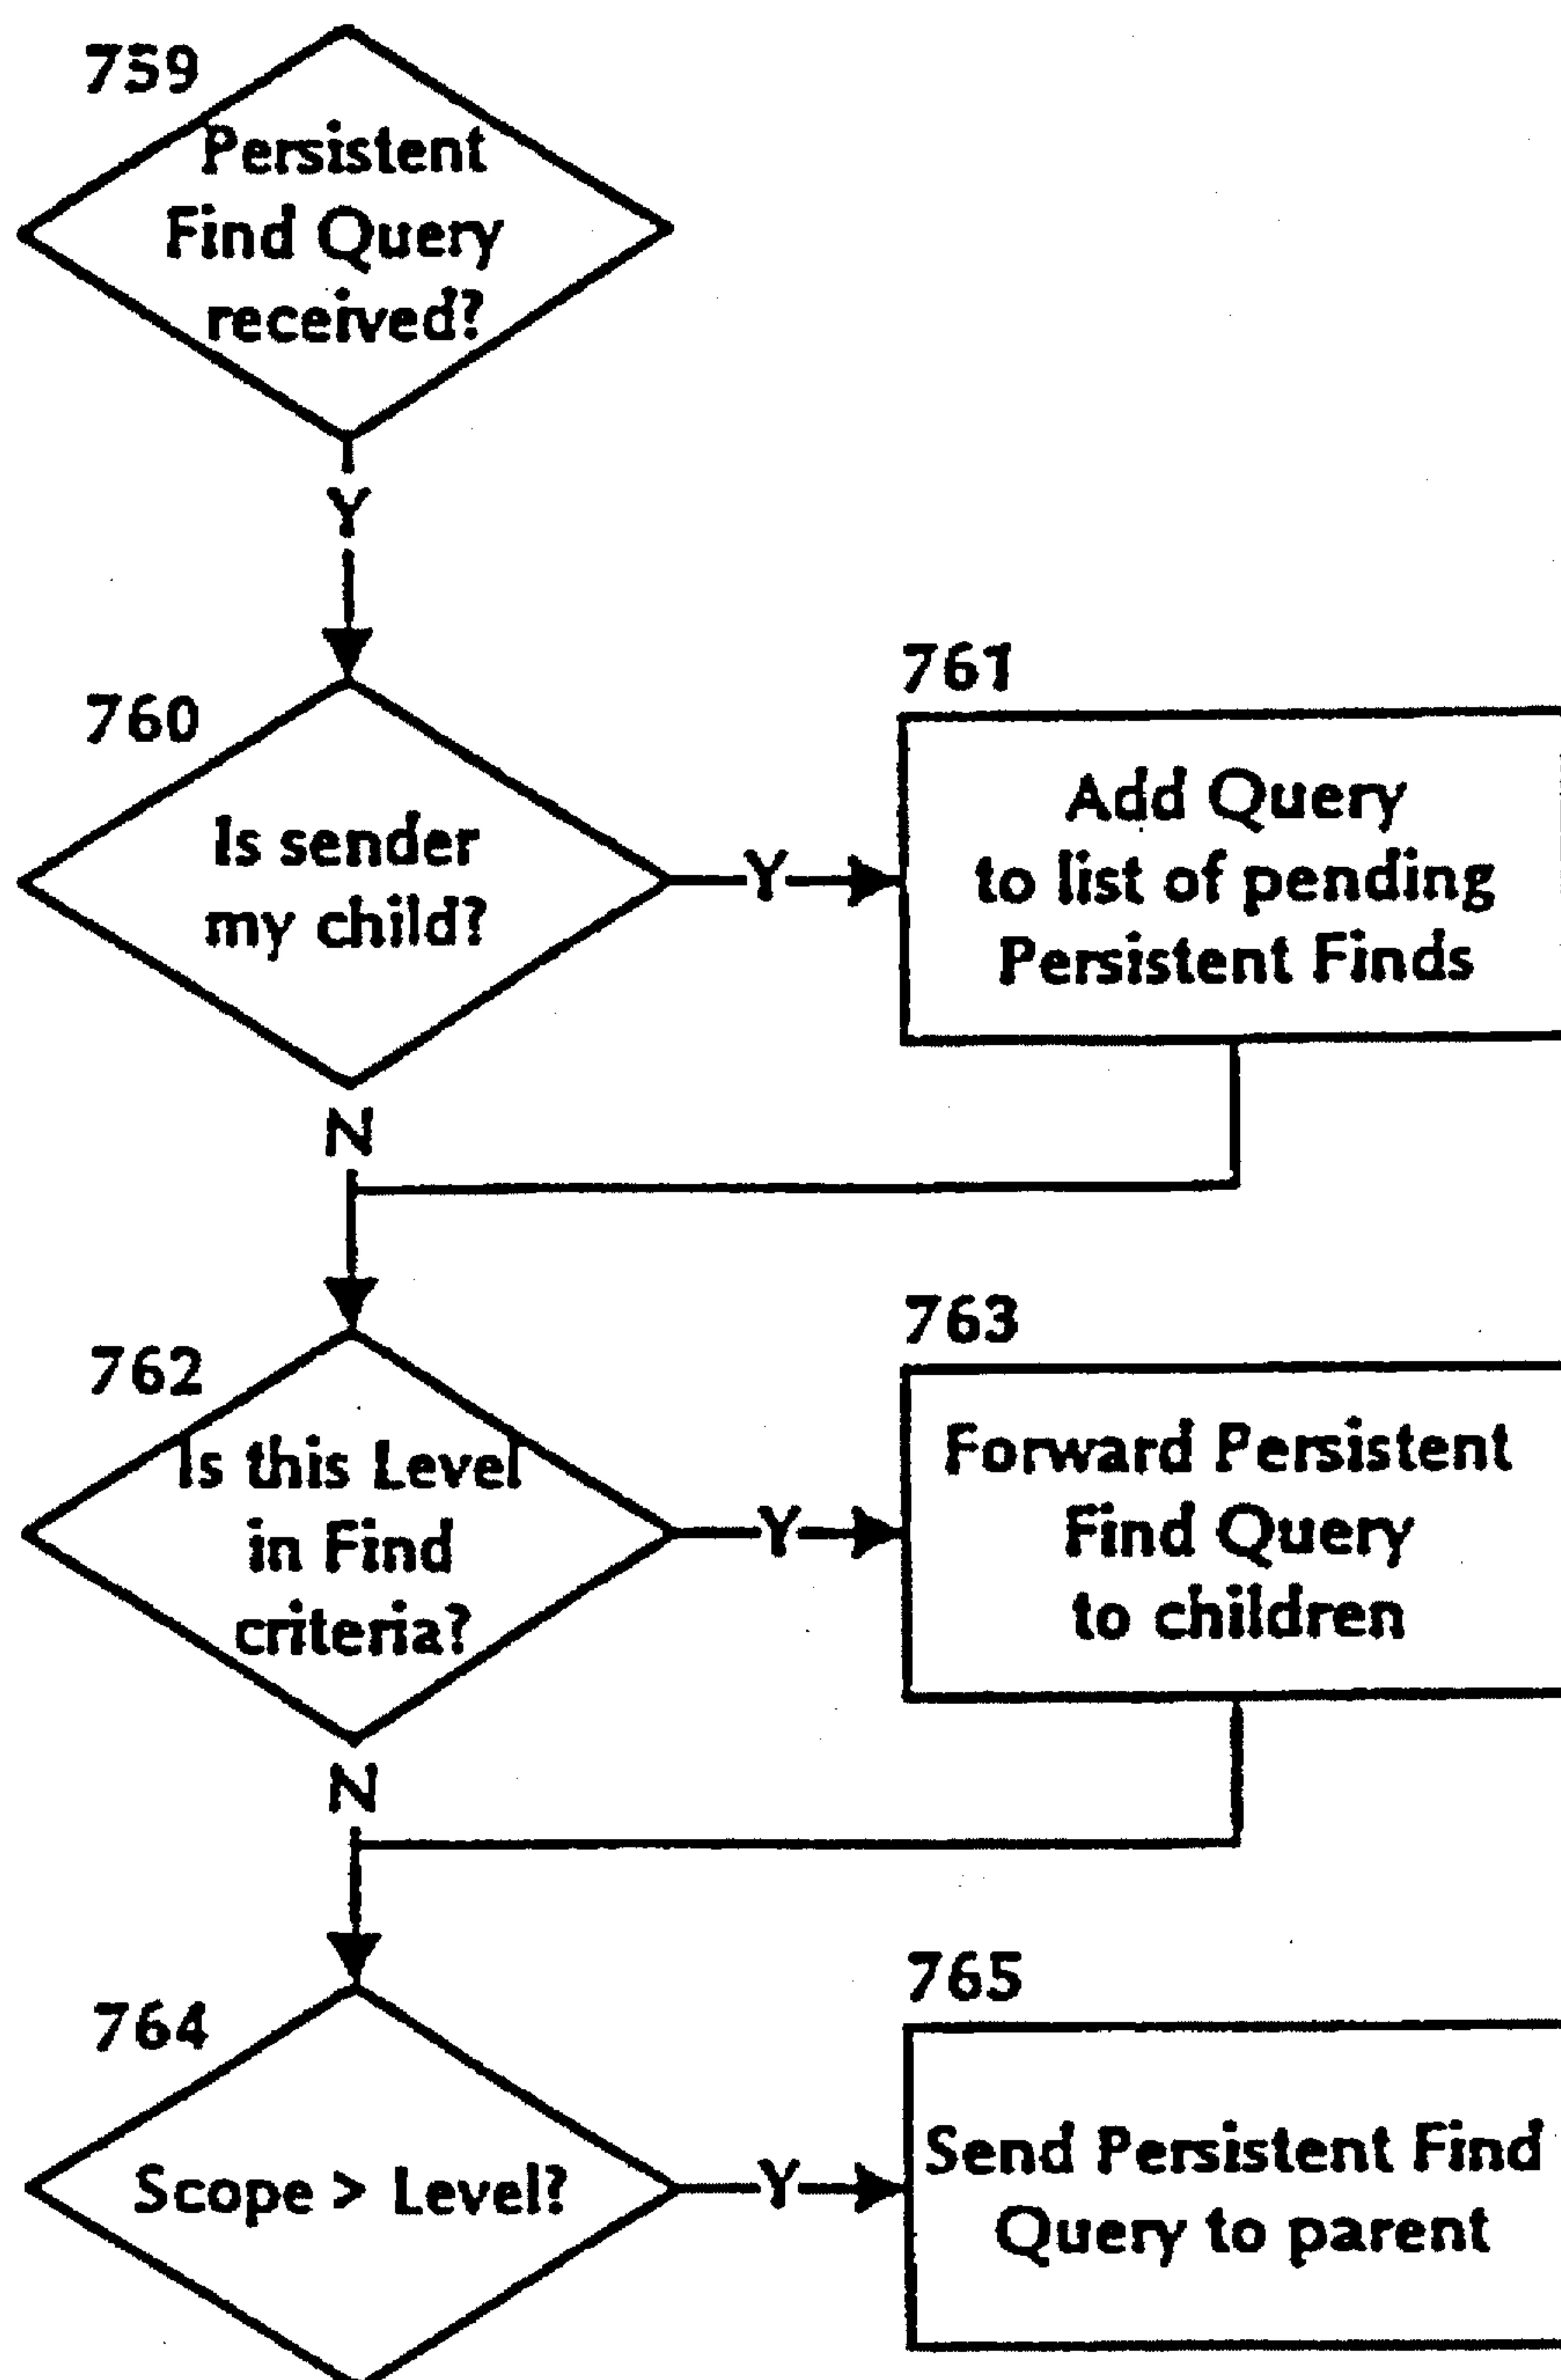 759
Persistent
Find Query
received?
Y
760
Is sender
my child?
Y
761
Add Query
to list of pending
Persistent Finds
N
762
Is this Level
in Find
criteria?
Y
763
Forward Persistent
Find Query
to children
N
764
Scope > Level?
Y
765
Send Persistent Find
Query to parent